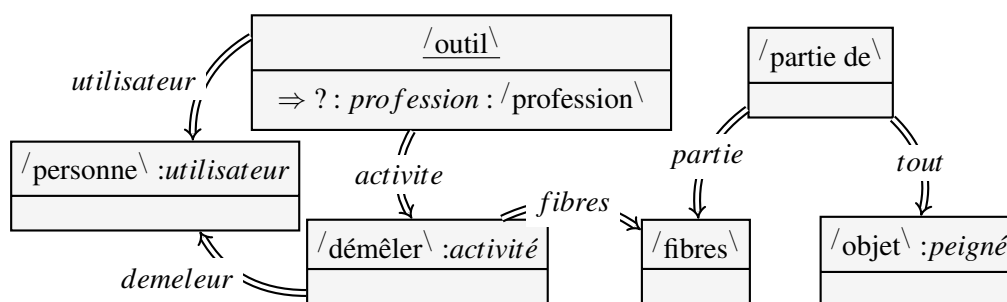 /outil\
/partie de\
utilisateur
⇒ ? : profession : /profession\
/personne\ :utilisateur
activite
partie
tout
fibres
/démêler\ :activité
/fibres\
/objet\ :peigné
demeleur